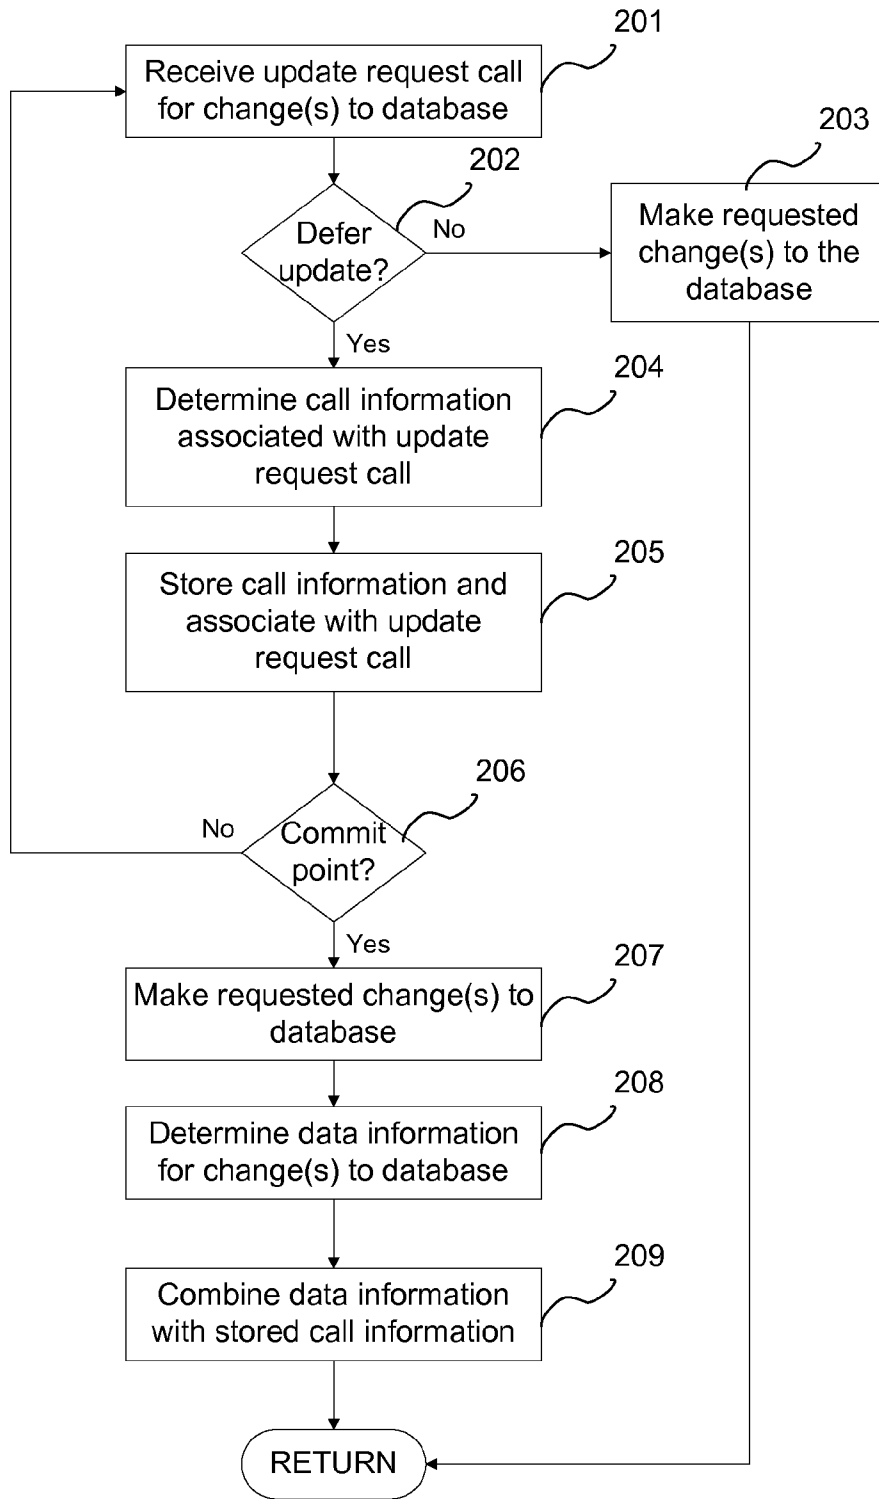 201
Receive update request call
for change(s) to database
202
203
Defer
update?
No
Make requested
change(s) to the
database
Yes
204
Determine call information
associated with update
request call
205
Store call information and
associate with update
request call
206
No
Commit
point?
Yes
207
Make requested change(s) to
database
208
Determine data information
for change(s) to database
209
Combine data information
with stored call information
RETURN